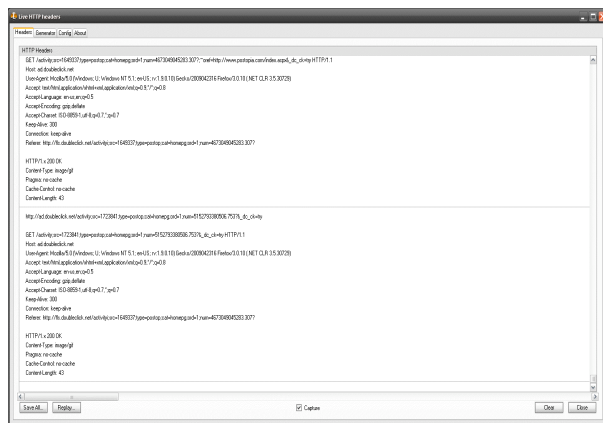 Live HTTP headers
Headers Generator Config About
HTTP Headers
GET /activity;src=1649337;type=postop;cat=homepg;ord=1;num=4673049045283.307?;~oref=http://www.postopia.com/index.aspx&_dc_ck=try HTTP/1.1
Host: ad.doubleclick.net
User-Agent: Mozilla/5.0 (Windows; U; Windows NT 5.1; en-US; rv:1.9.0.10) Gecko/2009042316 Firefox/3.0.10 (.NET CLR 3.5.30729)
Accept: text/html,application/xhtml+xml,application/xml;q=0.9,*/*;q=0.8
Accept-Language: en-us,en;q=0.5
Accept-Encoding: gzip,deflate
Accept-Charset: ISO-8859-1,utf-8;q=0.7,*;q=0.7
Keep-Alive: 300
Connection: keep-alive
Referer: http://fls.doubleclick.net/activityi;src=1649337;type=postop;cat=homepg;ord=1;num=4673049045283.307?
HTTP/1.x 200 OK
Content-Type: image/gif
Pragma: no-cache
Cache-Control: no-cache
Content-Length: 43
http://ad.doubleclick.net/activity;src=1723841;type=postop;cat=homepg;ord=1;num=5152793380506.753?&_dc_ck=try
GET /activity;src=1723841;type=postop;cat=homepg;ord=1;num=5152793380506.753?&_dc_ck=try HTTP/1.1
Host: ad.doubleclick.net
User-Agent: Mozilla/5.0 (Windows; U; Windows NT 5.1; en-US; rv:1.9.0.10) Gecko/2009042316 Firefox/3.0.10 (.NET CLR 3.5.30729)
Accept: text/html,application/xhtml+xml,application/xml;q=0.9,*/*;q=0.8
Accept-Language: en-us,en;q=0.5
Accept-Encoding: gzip,deflate
Accept-Charset: ISO-8859-1,utf-8;q=0.7,*;q=0.7
Keep-Alive: 300
Connection: keep-alive
Referer: http://fls.doubleclick.net/activityi;src=1649337;type=postop;cat=homepg;ord=1;num=4673049045283.307?
HTTP/1.x 200 OK
Content-Type: image/gif
Pragma: no-cache
Cache-Control: no-cache
Content-Length: 43
Save All... Replay... Capture Clear Close